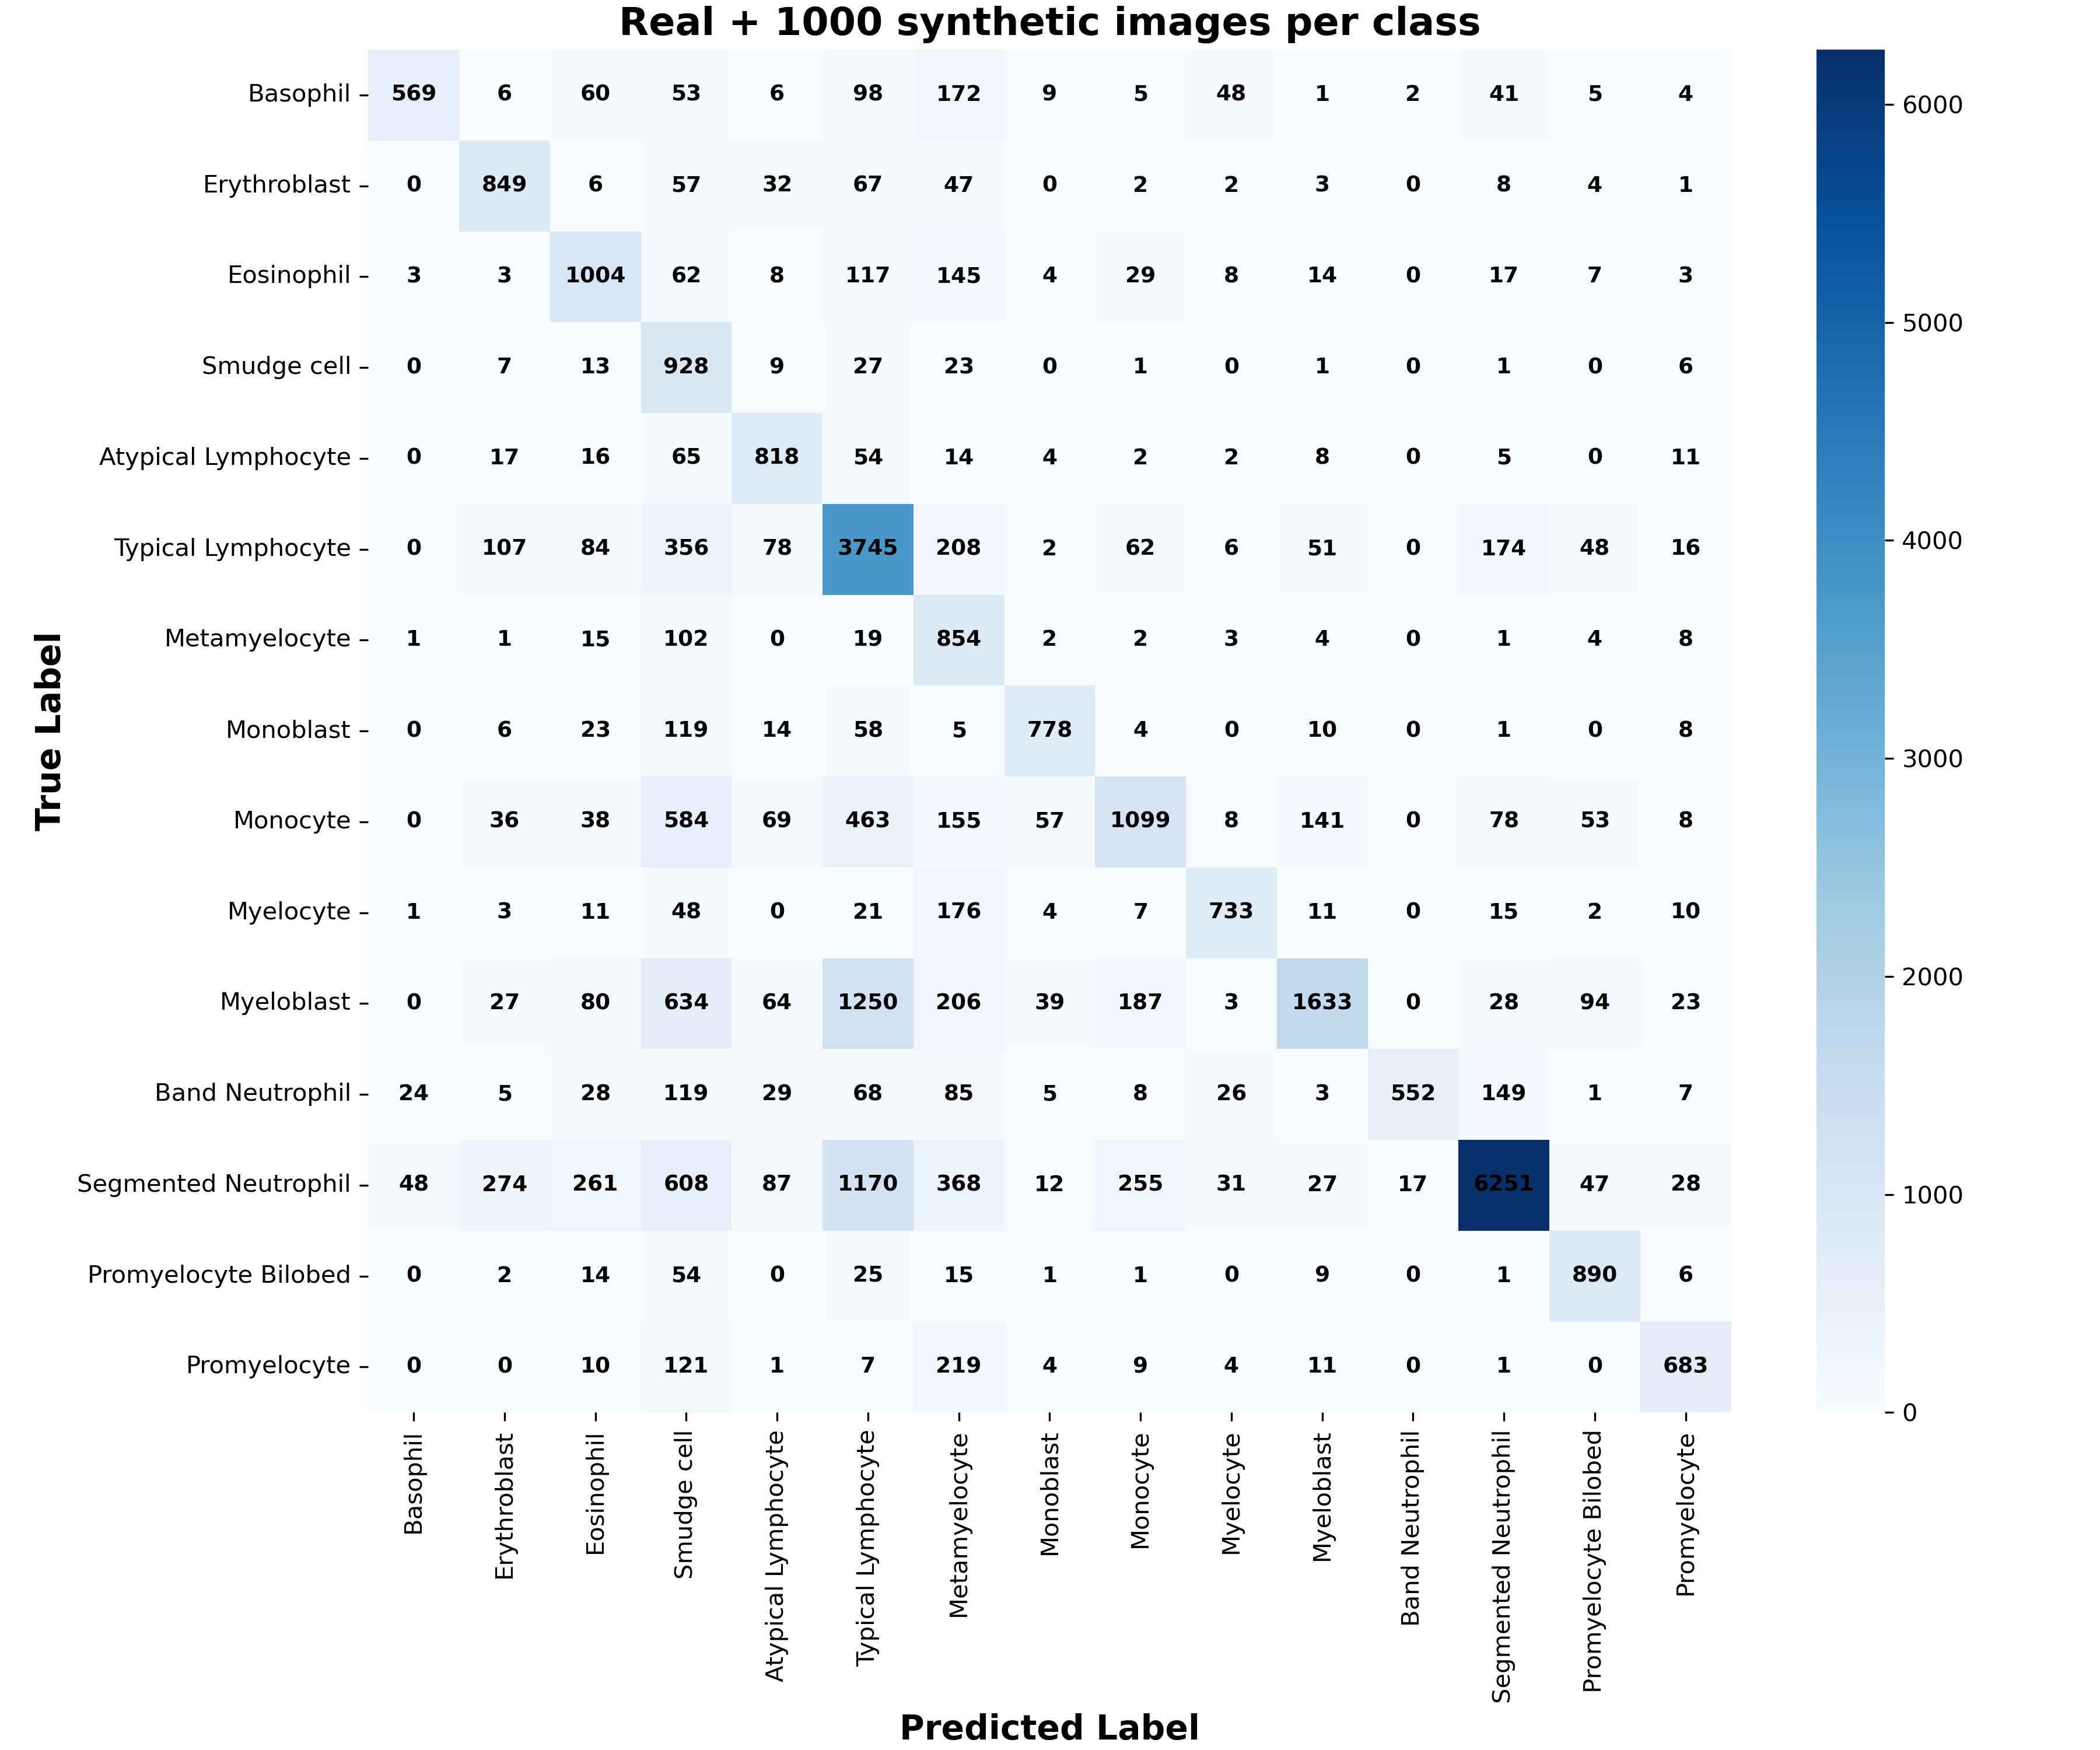 Real + 1000 synthetic images per class
Basophil 569 6 60 53 6 98 172 9 5 48 1 2 41 5 4
Erythroblast 0 849 6 57 32 67 47 0 2 2 3 0 8 4 1
Eosinophil 3 3 1004 62 8 117 145 4 29 8 14 0 17 7 3
Smudge cell 0 7 13 928 9 27 23 0 1 0 1 0 1 0 6
Atypical Lymphocyte 0 17 16 65 818 54 14 4 2 2 8 0 5 0 11
Typical Lymphocyte 0 107 84 356 78 3745 208 2 62 6 51 0 174 48 16
Metamyelocyte 1 1 15 102 0 19 854 2 2 3 4 0 1 4 8
Monoblast 0 6 23 119 14 58 5 778 4 0 10 0 1 0 8
Monocyte 0 36 38 584 69 463 155 57 1099 8 141 0 78 53 8
Myelocyte 1 3 11 48 0 21 176 4 7 733 11 0 15 2 10
Myeloblast 0 27 80 634 64 1250 206 39 187 3 1633 0 28 94 23
Band Neutrophil 24 5 28 119 29 68 85 5 8 26 3 552 149 1 7
Segmented Neutrophil 48 274 261 608 87 1170 368 12 255 31 27 17 6251 47 28
Promyelocyte Bilobed 0 2 14 54 0 25 15 1 1 0 9 0 1 890 6
Promyelocyte 0 0 10 121 1 7 219 4 9 4 11 0 1 0 683
True Label
Basophil
Erythroblast
Eosinophil
Smudge cell
Atypical Lymphocyte
Typical Lymphocyte
Metamyelocyte
Monoblast
Monocyte
Myelocyte
Myeloblast
Band Neutrophil
Segmented Neutrophil
Promyelocyte Bilobed
Promyelocyte
Predicted Label
6000
5000
4000
3000
2000
1000
0